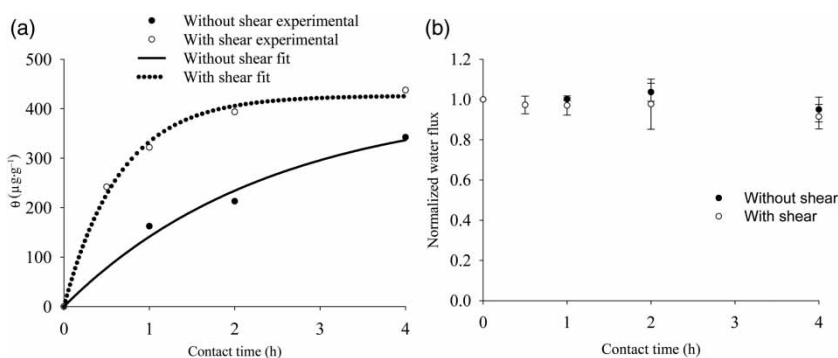 (a)
Without shear experimental
With shear experimental
Without shear fit
With shear fit
500
400
300
200
100
0
θ (µg·g⁻¹)
0
1
2
3
4
Contact time (h)
(b)
1.2
1.0
0.8
0.6
0.4
0.2
0.0
Normalized water flux
Without shear
With shear
0
1
2
3
4
Contact time (h)